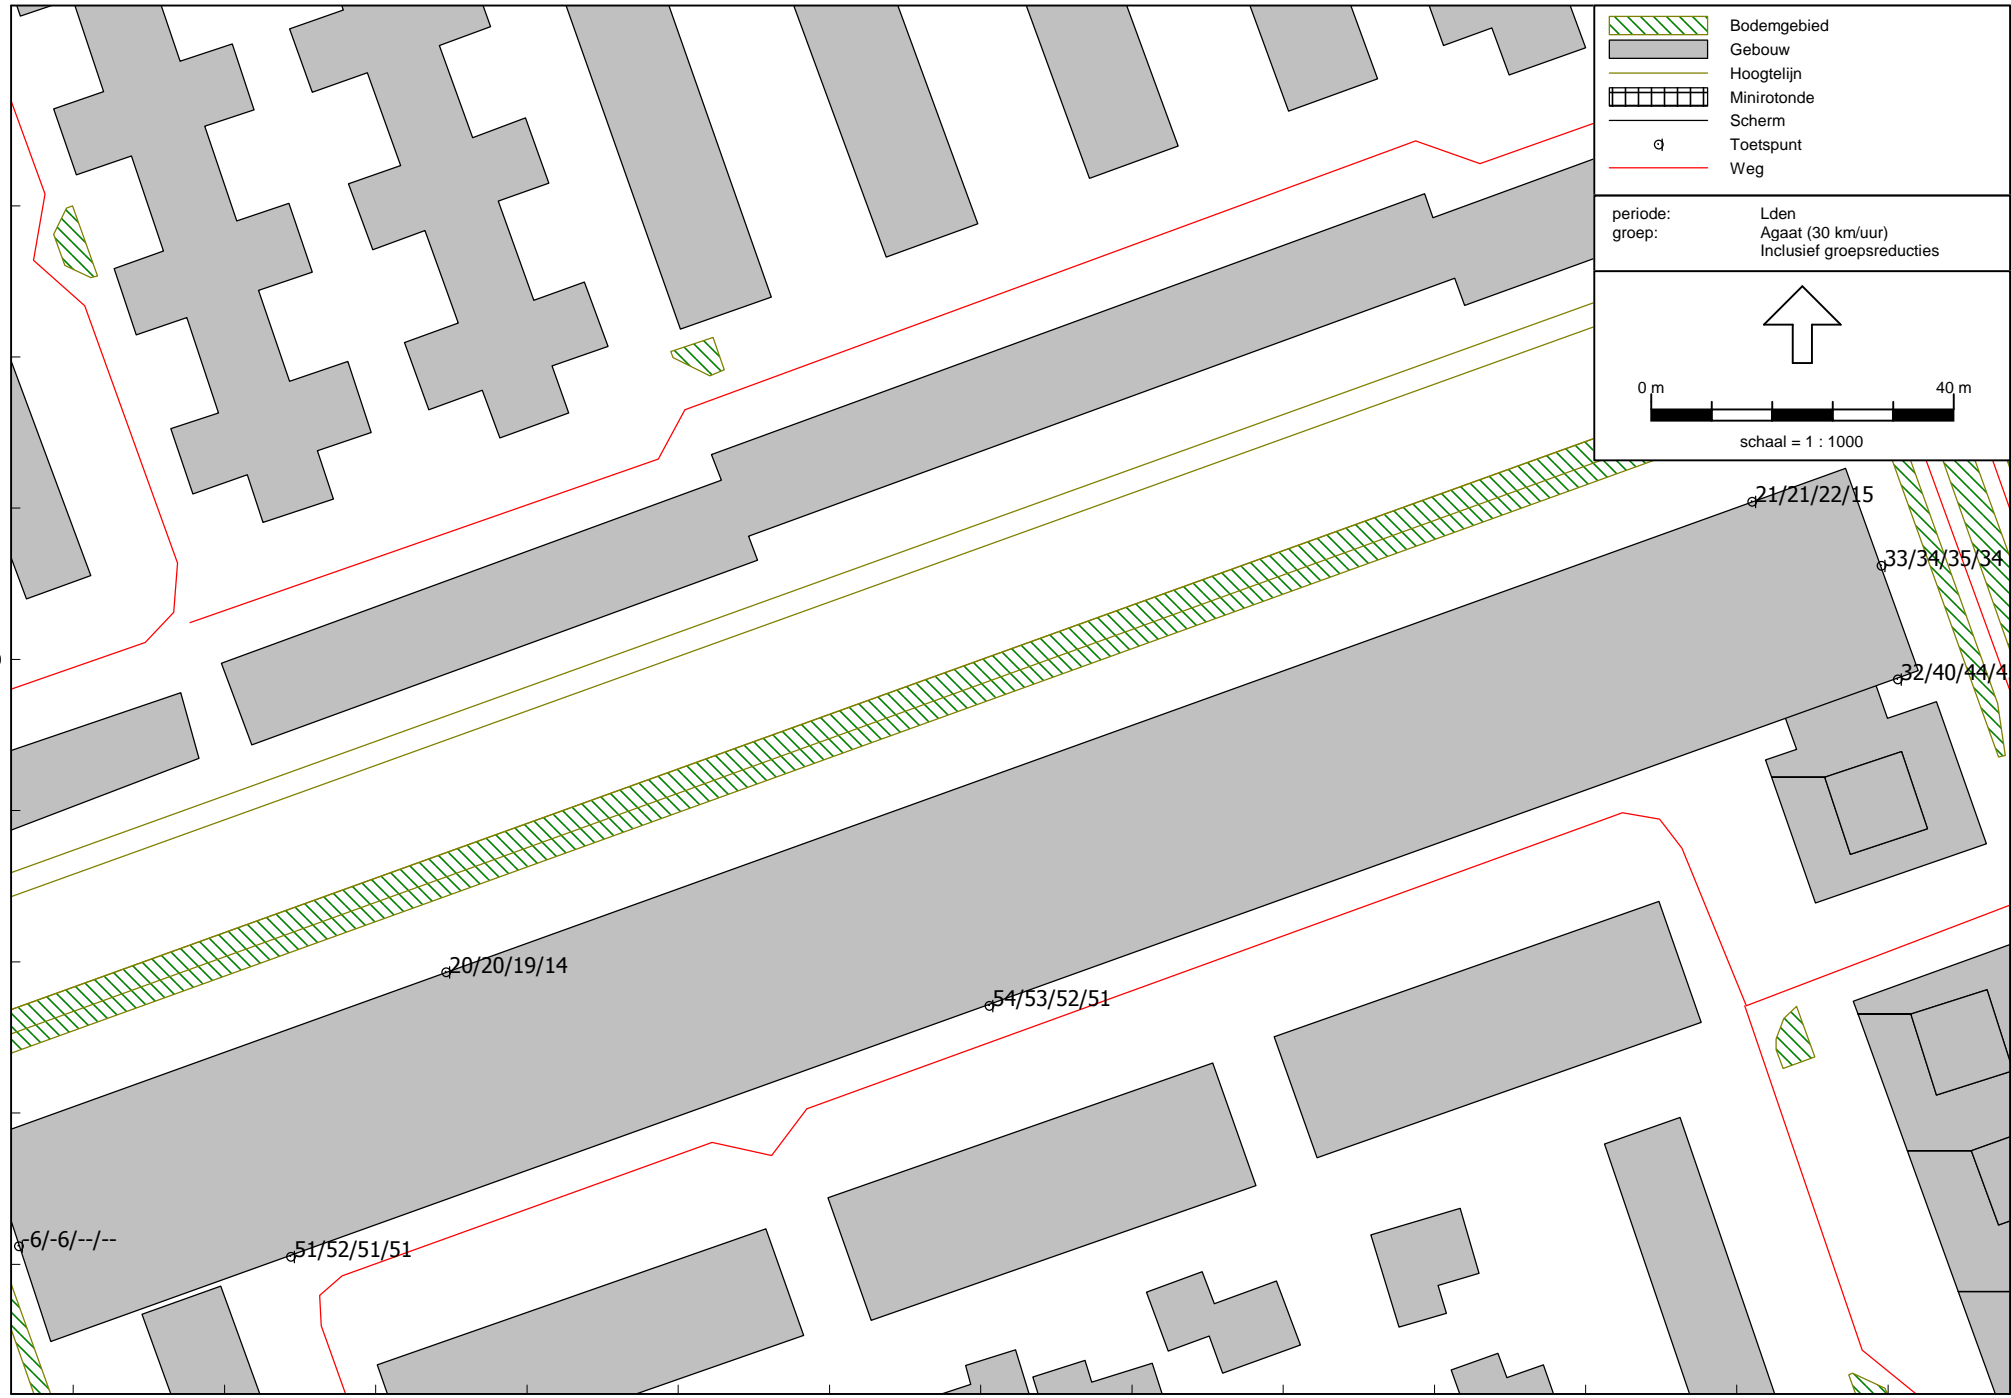 Bodemgebied
Gebouw
Hoogtelijn
Minirotonde
Scherm
Toetspunt
Weg
periode: Lden
groep: Agaat (30 km/uur)
Inclusief groepsreducties
0 m 40 m
schaal = 1 : 1000
21/21/22/15
33/34/35/34
32/40/44/4
20/20/19/14
54/53/52/51
-6/-6/--/--
51/52/51/51